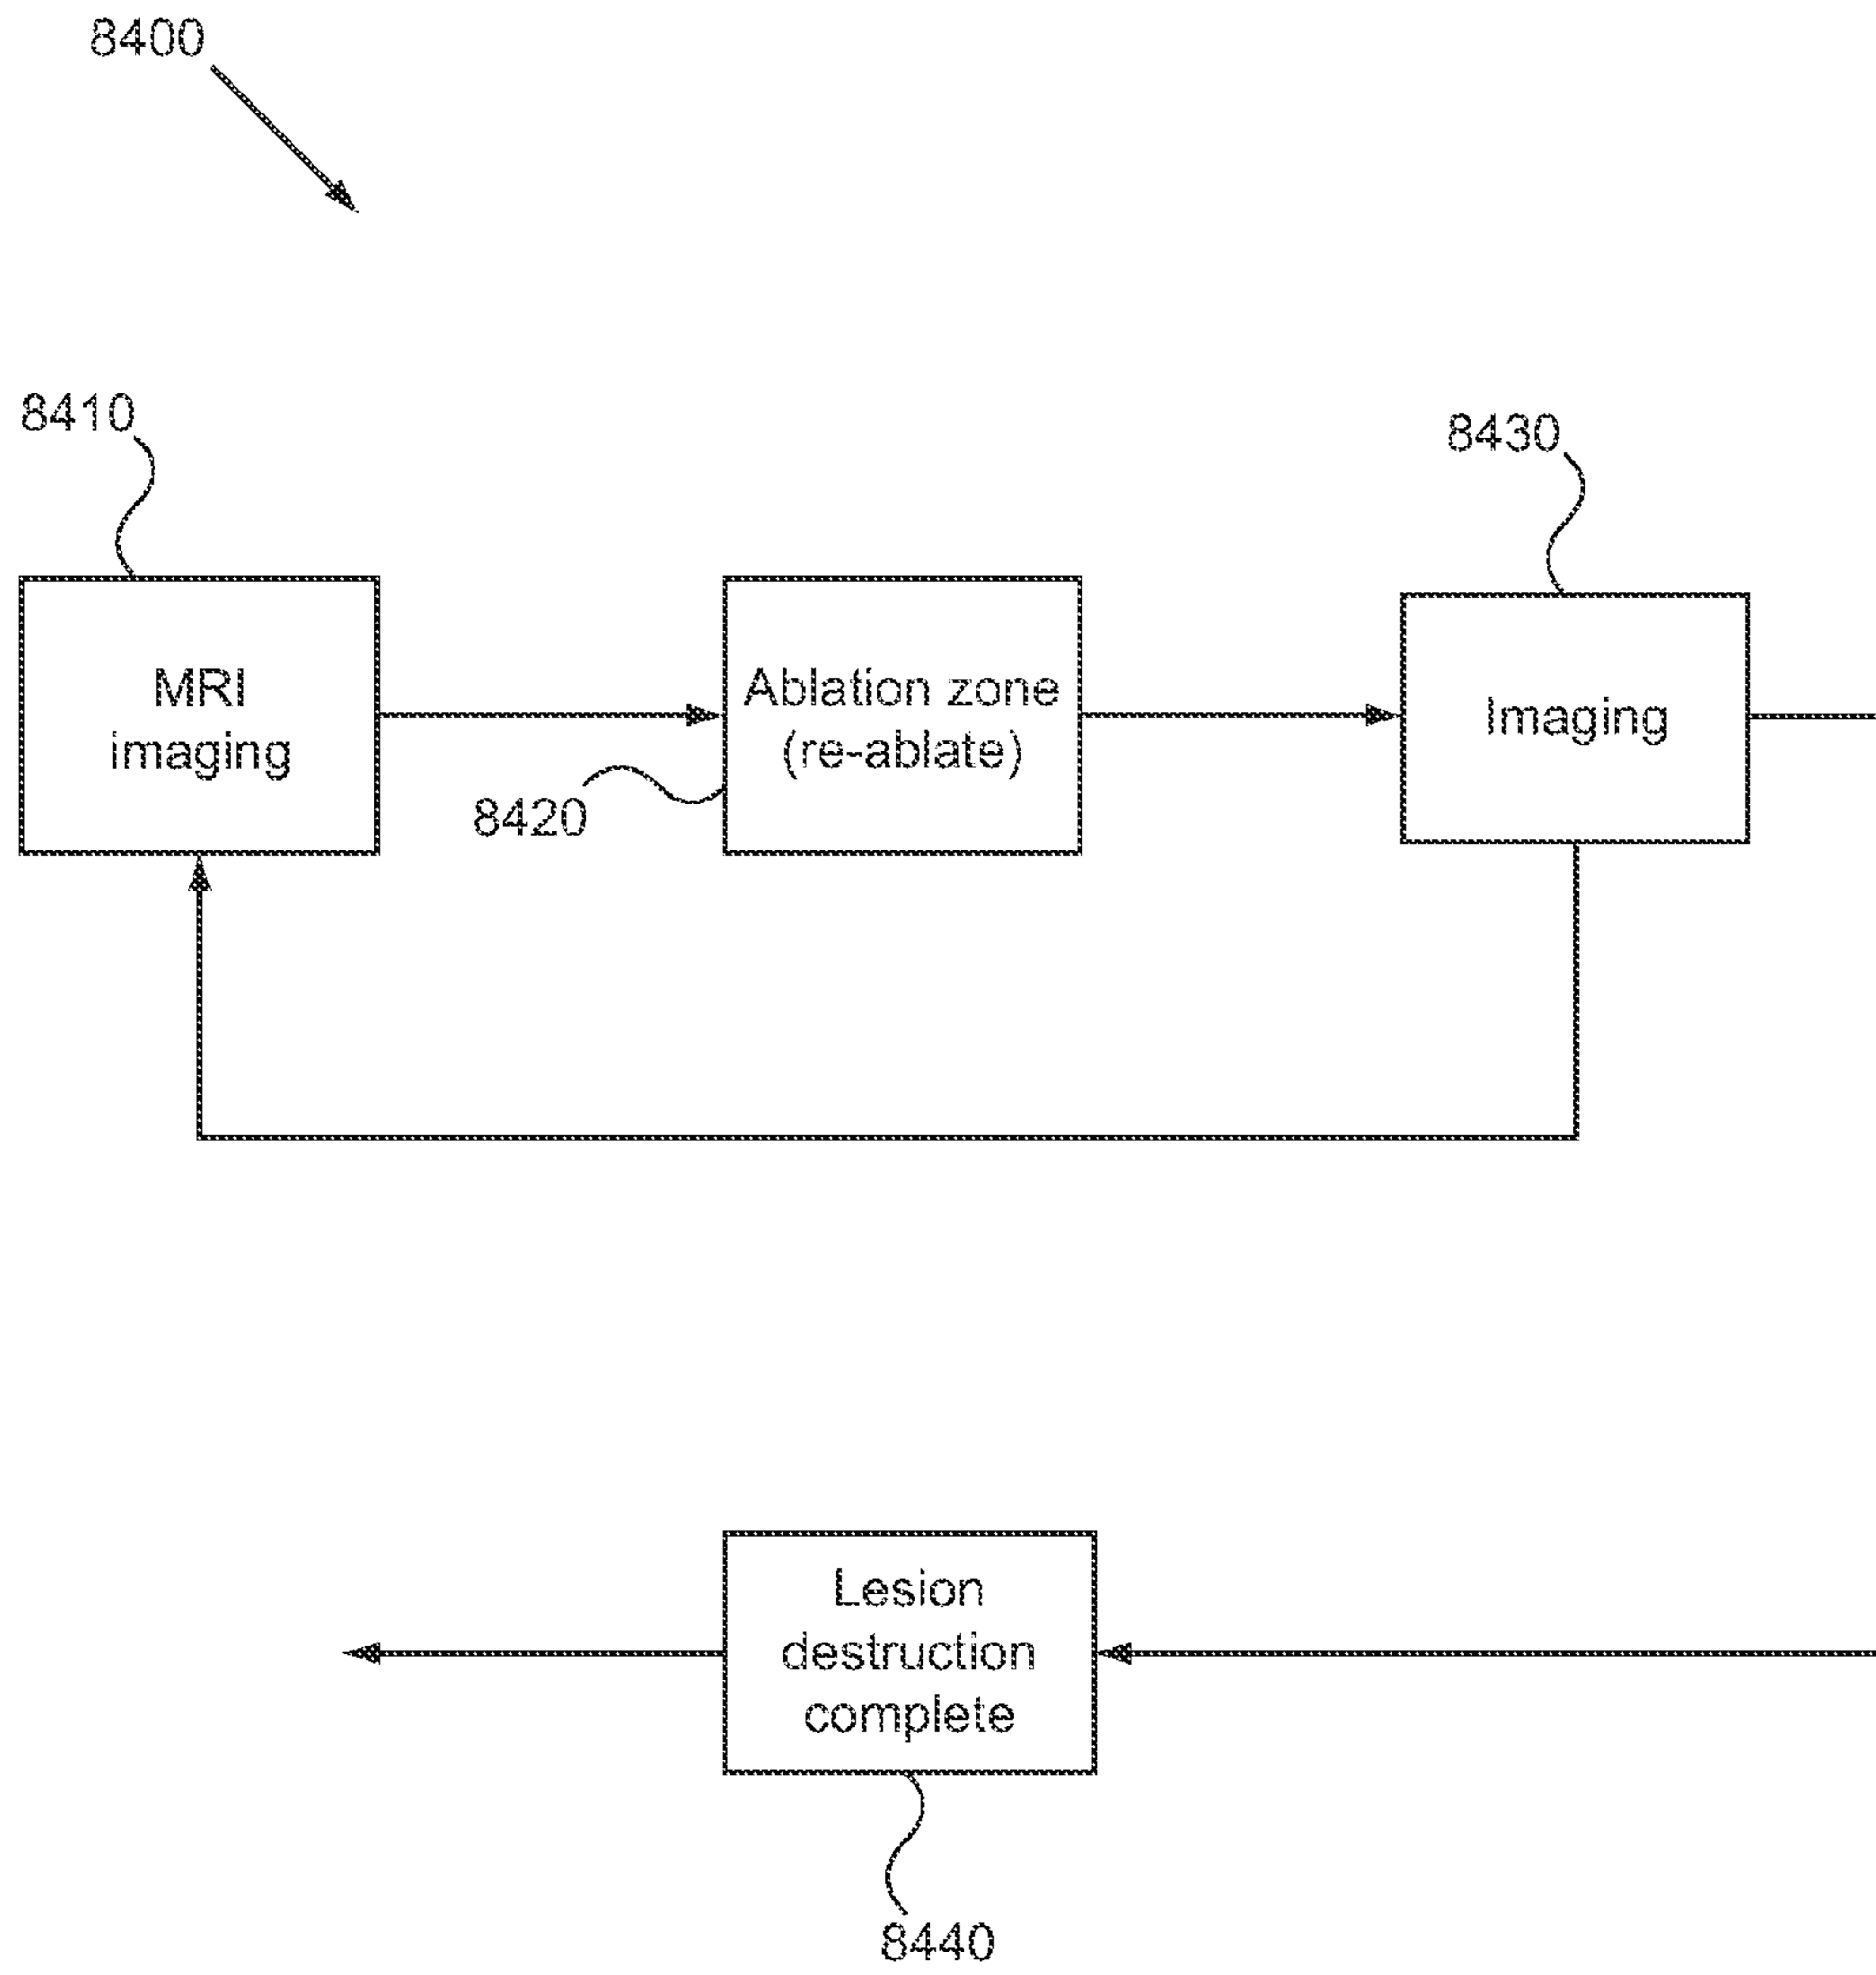 8400
8410
8430
MRI
imaging
Ablation zone
(re-ablate)
Imaging
8420
Lesion
destruction
complete
8440